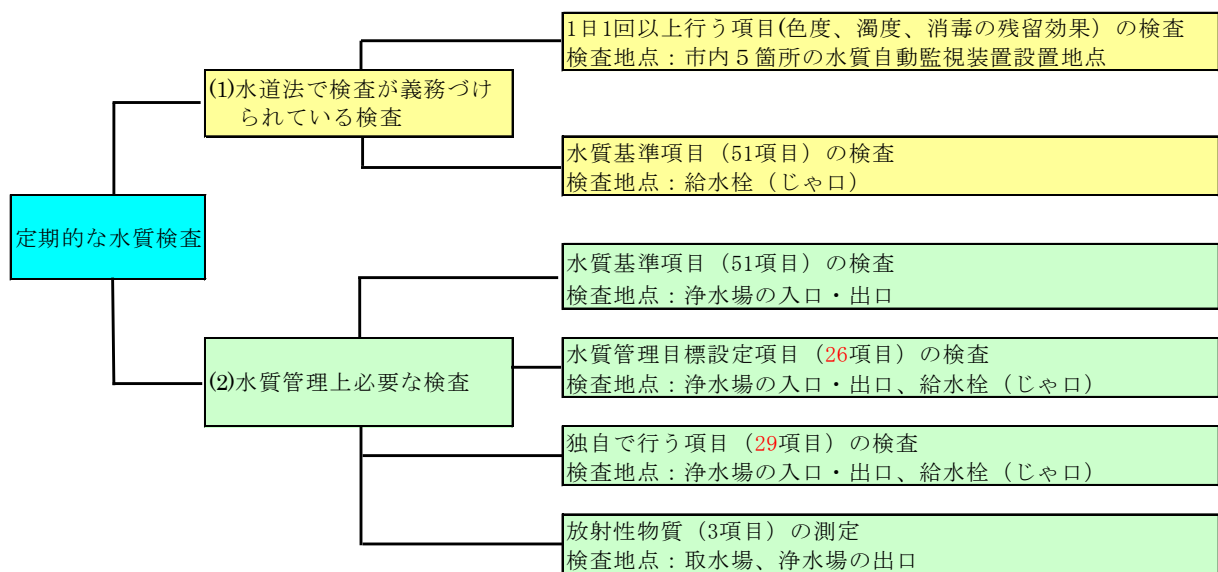 定期的な水質検査
(1)水道法で検査が義務づけ
られている検査
1日1回以上行う項目(色度、濁度、消毒の残留効果）の検査
検査地点：市内５箇所の水質自動監視装置設置地点
水質基準項目（51項目）の検査
検査地点：給水栓（じゃ口）
(2)水質管理上必要な検査
水質基準項目（51項目）の検査
検査地点：浄水場の入口・出口
水質管理目標設定項目（26項目）の検査
検査地点：浄水場の入口・出口、給水栓（じゃ口）
独自で行う項目（29項目）の検査
検査地点：浄水場の入口・出口、給水栓（じゃ口）
放射性物質（3項目）の測定
検査地点：取水場、浄水場の出口